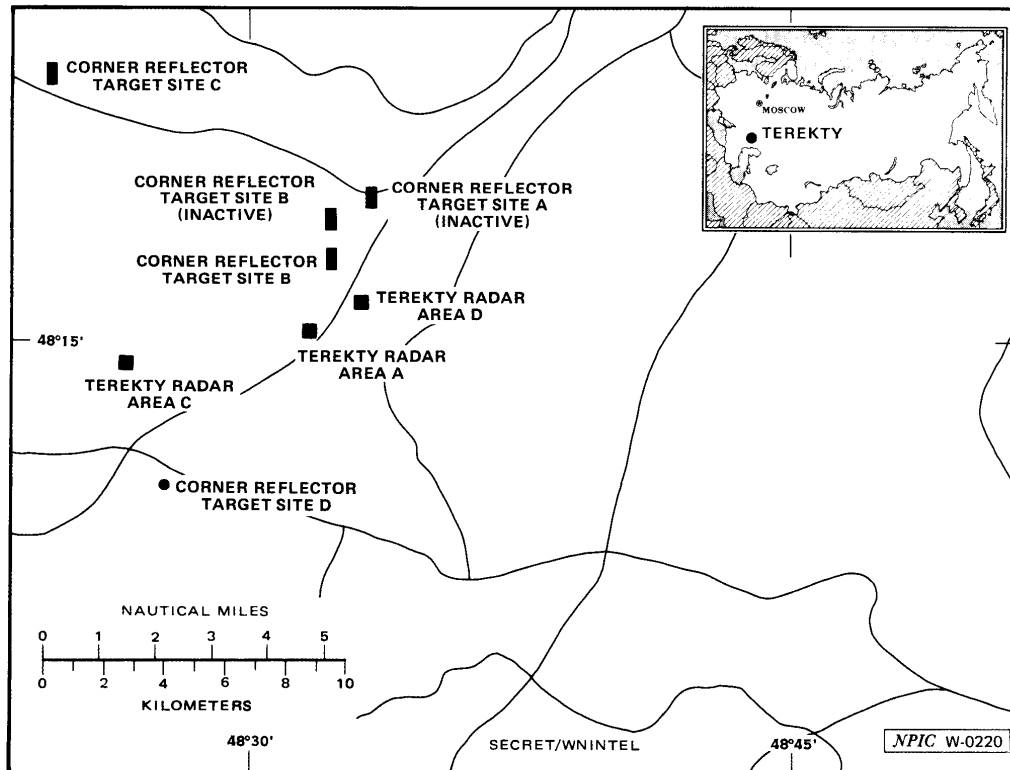 CORNER REFLECTOR
TARGET SITE C
MOSCOW
TEREKTY
CORNER REFLECTOR
TARGET SITE B
(INACTIVE)
CORNER REFLECTOR
TARGET SITE A
(INACTIVE)
CORNER REFLECTOR
TARGET SITE B
TEREKTY RADAR
AREA D
48°15'
TEREKTY RADAR
AREA A
TEREKTY RADAR
AREA C
CORNER REFLECTOR
TARGET SITE D
NAUTICAL MILES
0 1 2 3 4 5
0 2 4 6 8 10
KILOMETERS
48°30'
SECRET/WNINTEL
48°45'
NPIC W-0220